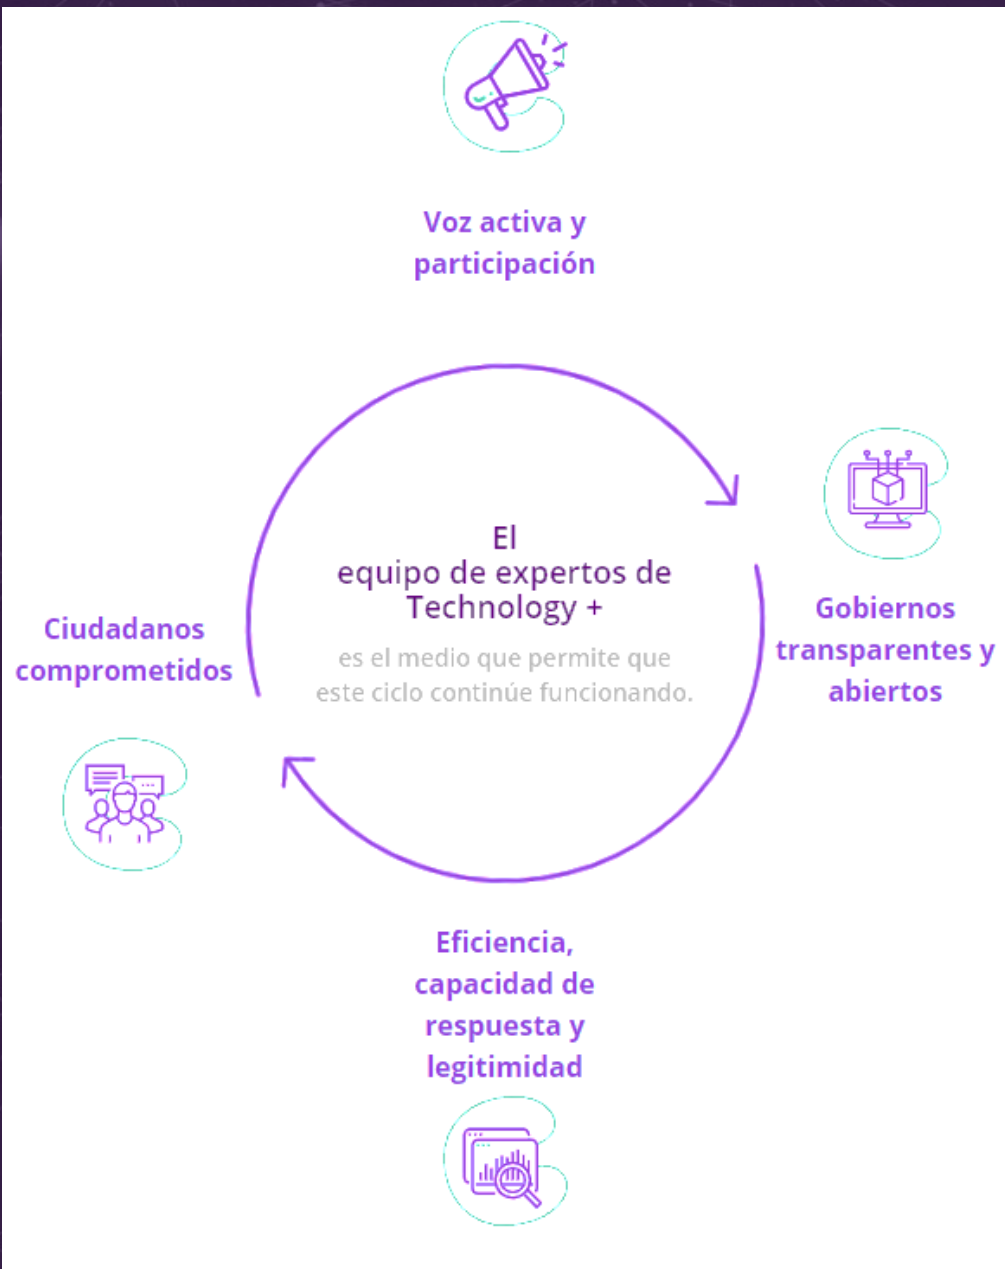 Voz activa y
participación
El
equipo de expertos de
Technology +
es el medio que permite que
este ciclo continúe funcionando.
Gobiernos
transparentes y
abiertos
Ciudadanos
comprometidos
Eficiencia,
capacidad de
respuesta y
legitimidad